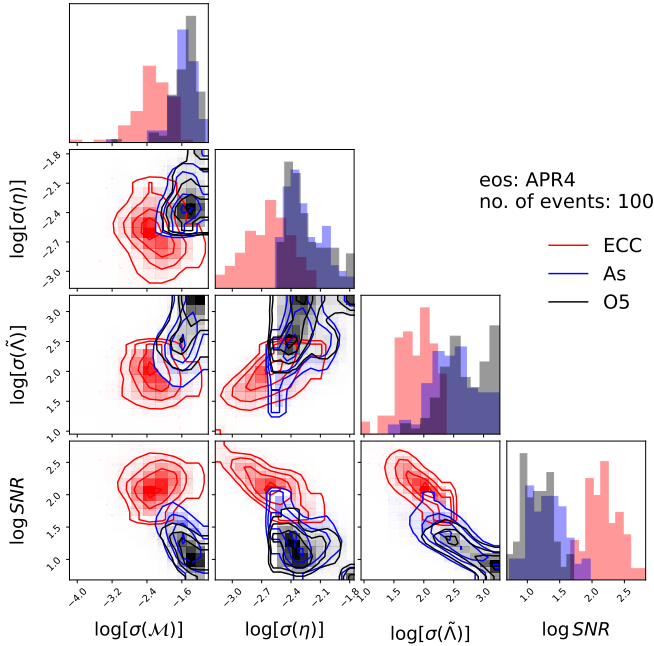 −1.8
−2.1
−2.4
−2.7
−3.0
log[σ(η)]
eos: APR4
no. of events: 100
ECC
As
O5
3.0
2.5
2.0
1.5
1.0
log[σ(Λ̃)]
2.5
2.0
1.5
1.0
log SNR
−4.0 −3.2 −2.4 −1.6
−3.0 −2.7 −2.4 −2.1 −1.8
1.0 1.5 2.0 2.5 3.0
1.0 1.5 2.0 2.5
log[σ(ℳ)] log[σ(η)] log[σ(Λ̃)] log SNR